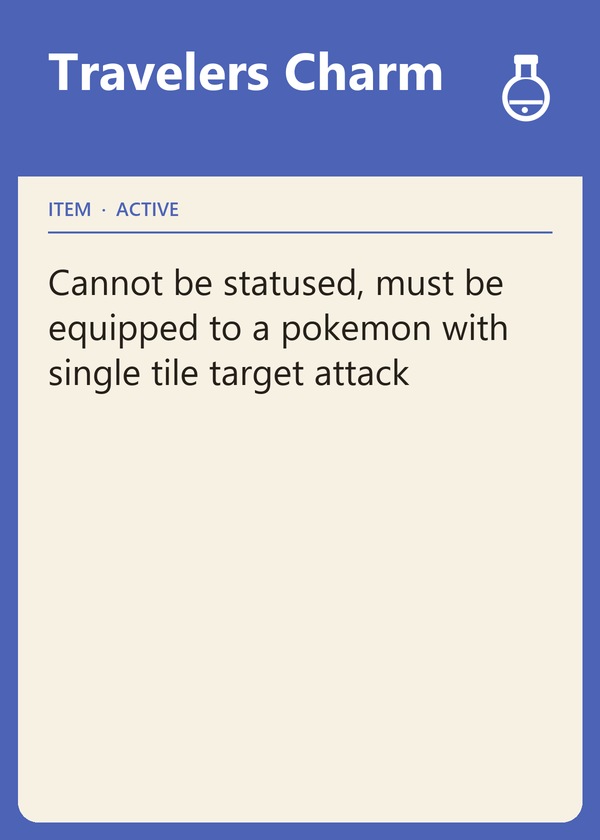 Travelers Charm
ITEM · ACTIVE
Cannot be statused, must be
equipped to a pokemon with
single tile target attack